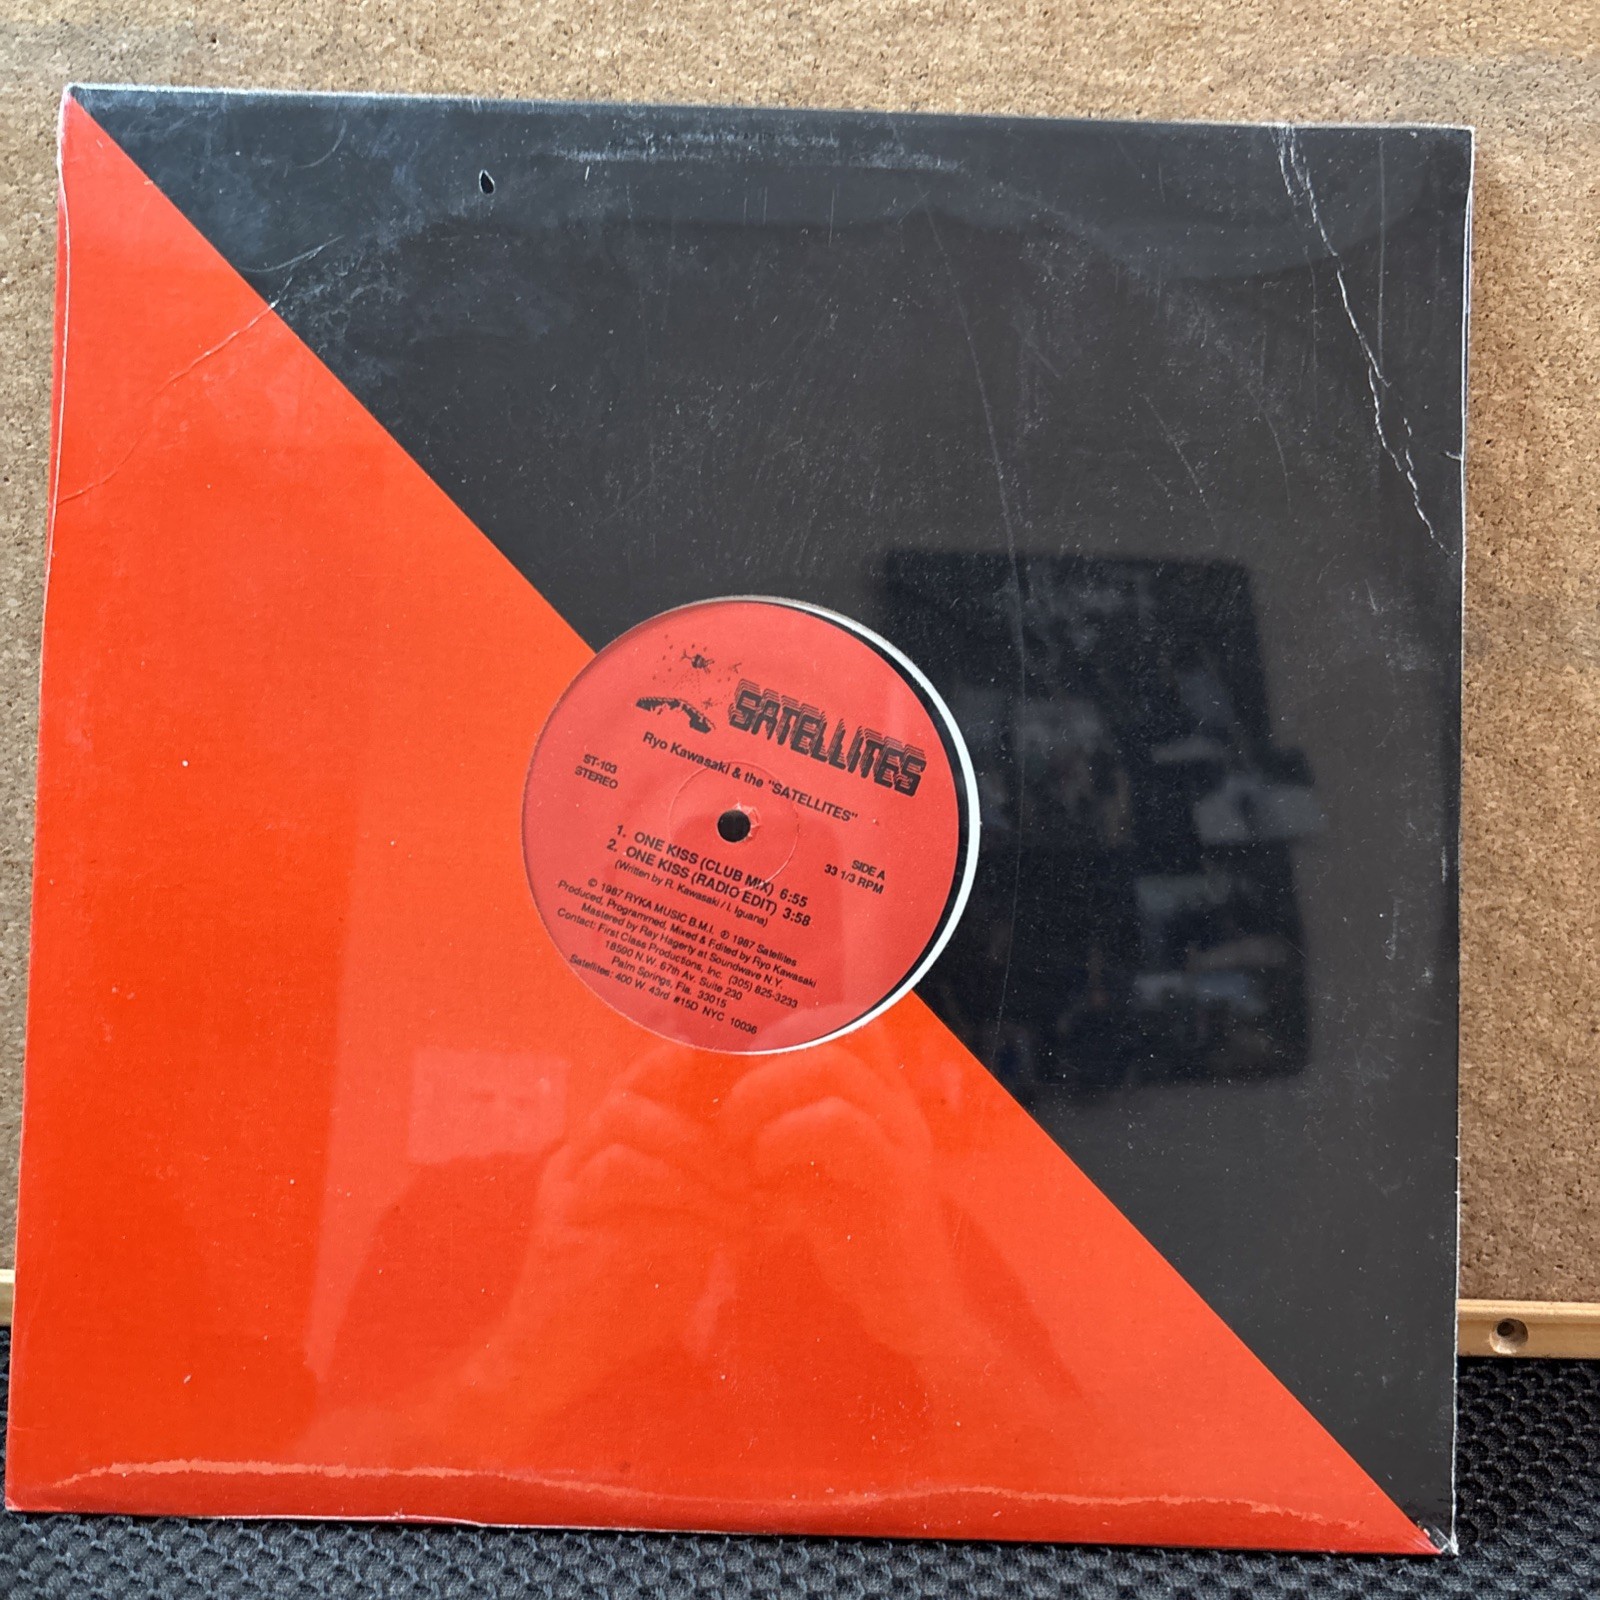 SATELLITES
Ryo Kawasaki & the "SATELLITES"
ST-103
STEREO
SIDE A
33 1/3 RPM
1. ONE KISS (CLUB MIX) 6:55
2. ONE KISS (RADIO EDIT) 3:58
(Written by R. Kawasaki / I. Iguana)
© 1987 RYKA MUSIC B.M.I. ℗ 1987 Satellites
Produced, Programmed, Mixed & Edited by Ryo Kawasaki
Mastered by Ray Hagerty at Soundwave N.Y.
Contact: First Class Productions, Inc. (305) 825-3233
18590 N.W. 67th Av. Suite 230
Palm Springs, Fla. 33015
Satellites: 400 W. 43rd #15D NYC 10036